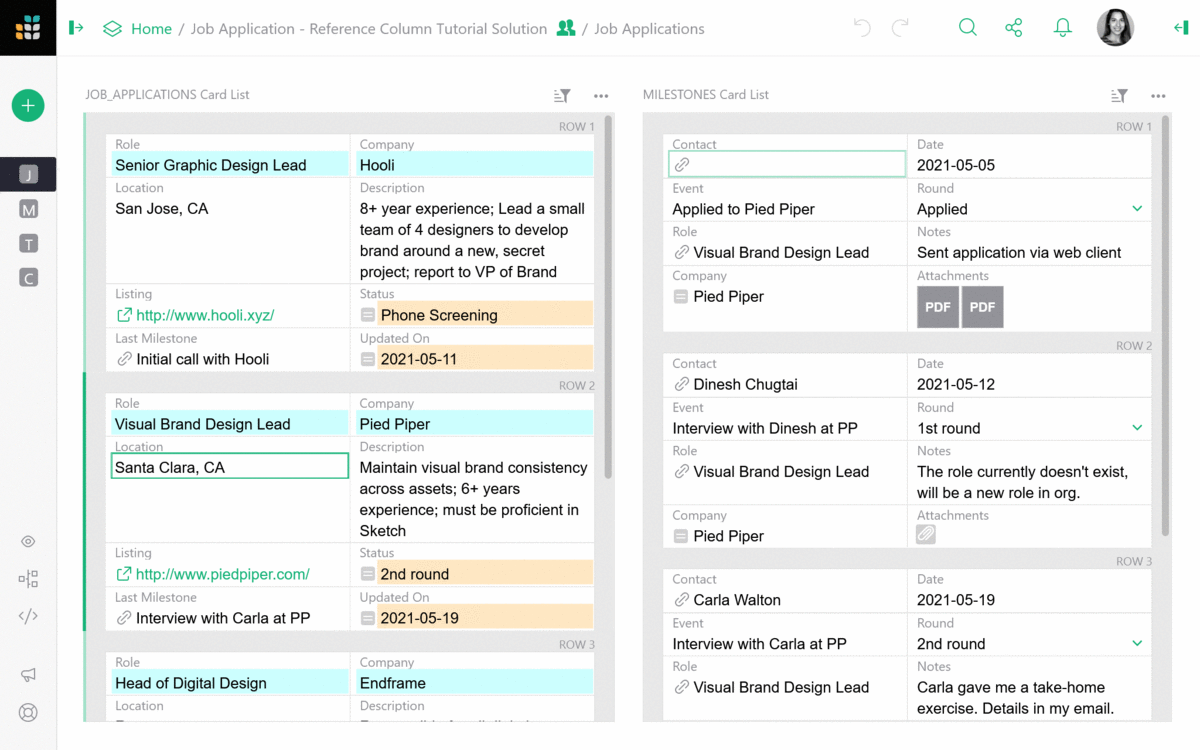 Home / Job Application - Reference Column Tutorial Solution / Job Applications
J
M
T
C
JOB_APPLICATIONS Card List
ROW 1
Role
Senior Graphic Design Lead
Company
Hooli
Location
San Jose, CA
Description
8+ year experience; Lead a small
team of 4 designers to develop
brand around a new, secret
project; report to VP of Brand
Listing
http://www.hooli.xyz/
Status
Phone Screening
Last Milestone
Initial call with Hooli
Updated On
2021-05-11
ROW 2
Role
Visual Brand Design Lead
Company
Pied Piper
Location
Santa Clara, CA
Description
Maintain visual brand consistency
across assets; 6+ years
experience; must be proficient in
Sketch
Listing
http://www.piedpiper.com/
Status
2nd round
Last Milestone
Interview with Carla at PP
Updated On
2021-05-19
ROW 3
Role
Head of Digital Design
Company
Endframe
Location
Description
MILESTONES Card List
ROW 1
Contact
Date
2021-05-05
Event
Applied to Pied Piper
Round
Applied
Role
Visual Brand Design Lead
Notes
Sent application via web client
Company
Pied Piper
Attachments
PDF PDF
ROW 2
Contact
Dinesh Chugtai
Date
2021-05-12
Event
Interview with Dinesh at PP
Round
1st round
Role
Visual Brand Design Lead
Notes
The role currently doesn't exist,
will be a new role in org.
Company
Pied Piper
Attachments
ROW 3
Contact
Carla Walton
Date
2021-05-19
Event
Interview with Carla at PP
Round
2nd round
Role
Visual Brand Design Lead
Notes
Carla gave me a take-home
exercise. Details in my email.